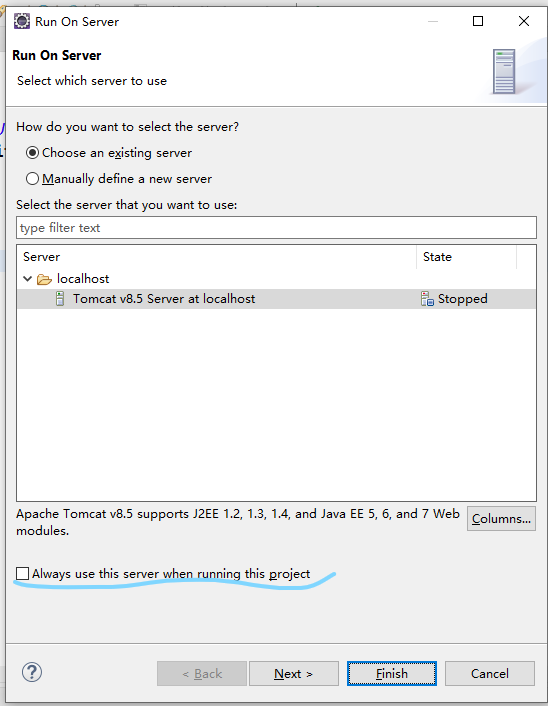 Run On Server
Run On Server
Select which server to use
How do you want to select the server?
Choose an existing server
Manually define a new server
Select the server that you want to use:
type filter text
Server State
localhost
Tomcat v8.5 Server at localhost Stopped
Apache Tomcat v8.5 supports J2EE 1.2, 1.3, 1.4, and Java EE 5, 6, and 7 Web
modules.
Columns...
Always use this server when running this project
? < Back Next > Finish Cancel